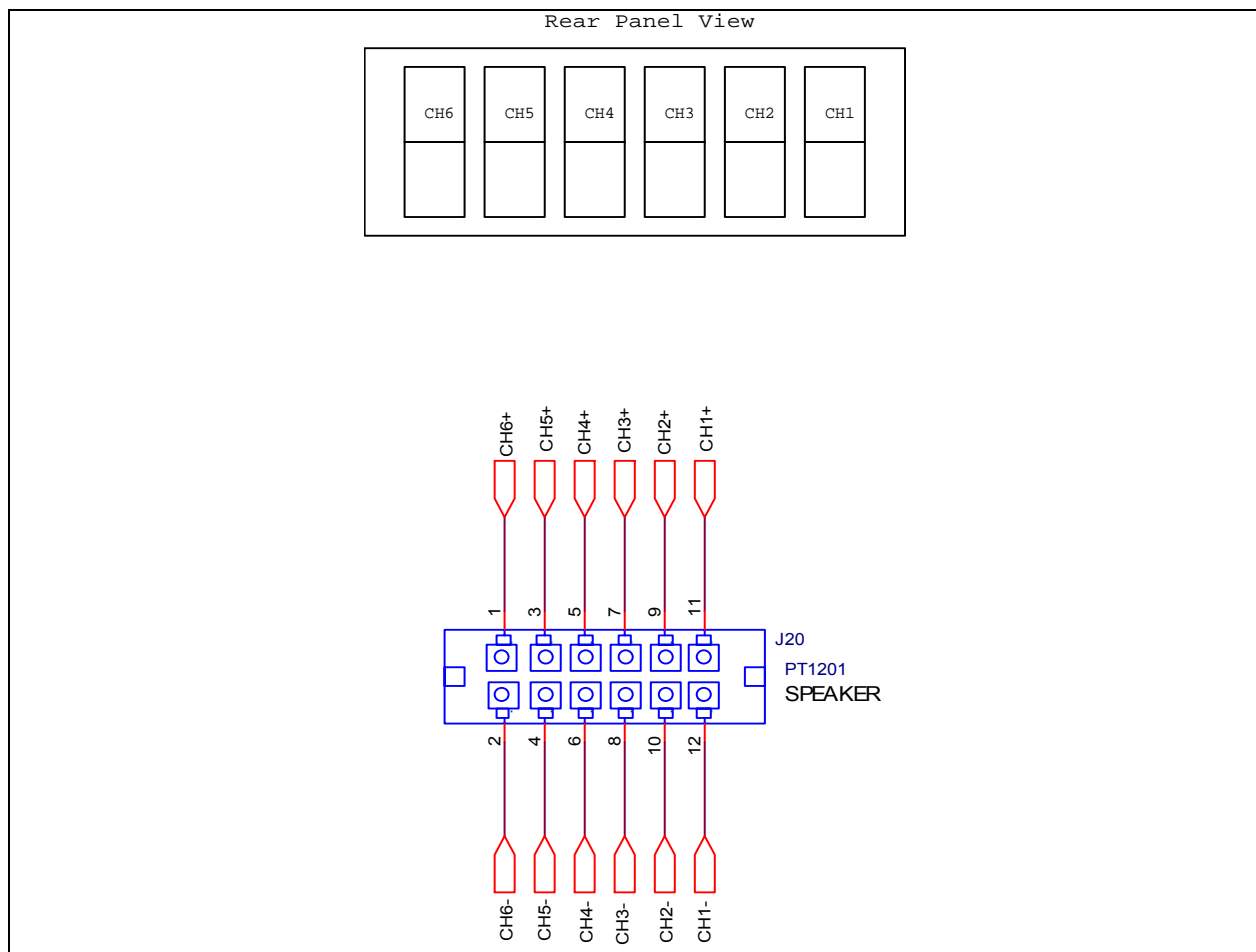 Rear Panel View
CH6 CH5 CH4 CH3 CH2 CH1
CH6+ CH5+ CH4+ CH3+ CH2+ CH1+
1 3 5 7 9 11
J20
PT1201
SPEAKER
2 4 6 8 10 12
CH6- CH5- CH4- CH3- CH2- CH1-